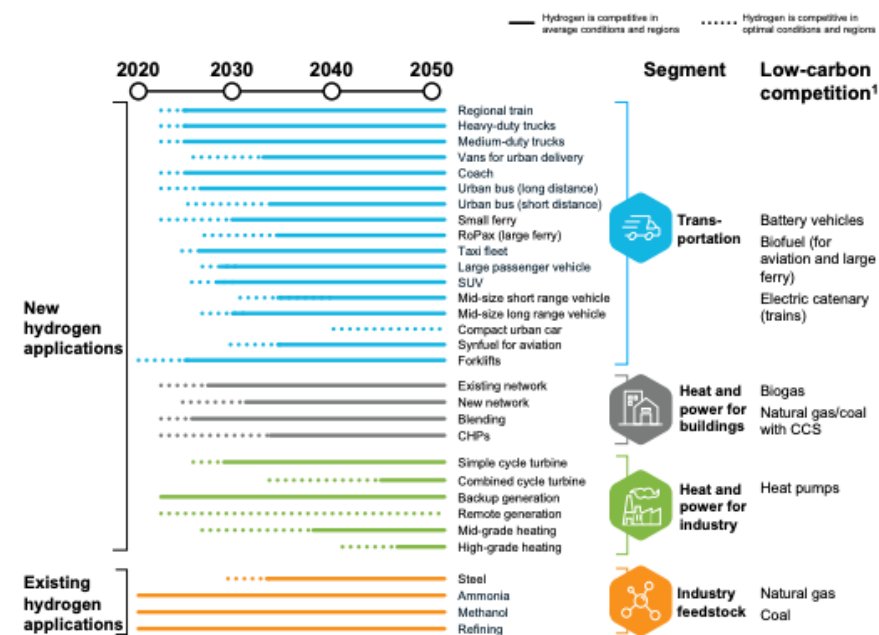 Hydrogen is competitive in
average conditions and regions
Hydrogen is competitive in
optimal conditions and regions
2020
2030
2040
2050
Segment
Low-carbon
competition¹
New
hydrogen
applications
Regional train
Heavy-duty trucks
Medium-duty trucks
Vans for urban delivery
Coach
Urban bus (long distance)
Urban bus (short distance)
Small ferry
RoPax (large ferry)
Taxi fleet
Large passenger vehicle
SUV
Mid-size short range vehicle
Mid-size long range vehicle
Compact urban car
Synfuel for aviation
Forklifts
Trans-
portation
Battery vehicles
Biofuel (for
aviation and large
ferry)
Electric catenary
(trains)
Existing network
New network
Blending
CHPs
Heat and
power for
buildings
Biogas
Natural gas/coal
with CCS
Simple cycle turbine
Combined cycle turbine
Backup generation
Remote generation
Mid-grade heating
High-grade heating
Heat and
power for
industry
Heat pumps
Existing
hydrogen
applications
Steel
Ammonia
Methanol
Refining
Industry
feedstock
Natural gas
Coal